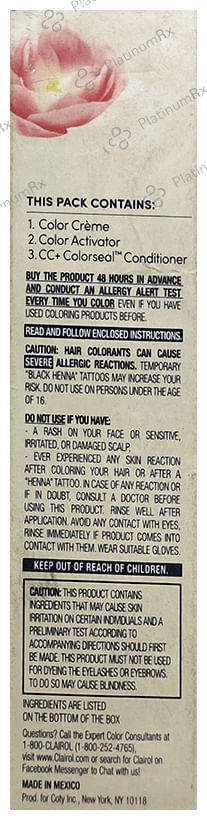 THIS PACK CONTAINS:
1. Color Crème
2. Color Activator
3. CC+ Colorseal™ Conditioner
BUY THE PRODUCT 48 HOURS IN ADVANCE
AND CONDUCT AN ALLERGY ALERT TEST
EVERY TIME YOU COLOR EVEN IF YOU HAVE
USED COLORING PRODUCTS BEFORE.
READ AND FOLLOW ENCLOSED INSTRUCTIONS.
CAUTION: HAIR COLORANTS CAN CAUSE
SEVERE ALLERGIC REACTIONS. TEMPORARY
"BLACK HENNA" TATTOOS MAY INCREASE YOUR
RISK. DO NOT USE ON PERSONS UNDER THE AGE
OF 16.
DO NOT USE IF YOU HAVE:
- A RASH ON YOUR FACE OR SENSITIVE,
IRRITATED, OR DAMAGED SCALP,
- EVER EXPERIENCED ANY SKIN REACTION
AFTER COLORING YOUR HAIR OR AFTER A
"HENNA" TATTOO. IN CASE OF ANY REACTION OR
IF IN DOUBT, CONSULT A DOCTOR BEFORE
USING THIS PRODUCT. RINSE WELL AFTER
APPLICATION. AVOID ANY CONTACT WITH EYES,
RINSE IMMEDIATELY IF PRODUCT COMES INTO
CONTACT WITH THEM. WEAR SUITABLE GLOVES.
KEEP OUT OF REACH OF CHILDREN.
CAUTION: THIS PRODUCT CONTAINS
INGREDIENTS THAT MAY CAUSE SKIN
IRRITATION ON CERTAIN INDIVIDUALS AND A
PRELIMINARY TEST ACCORDING TO
ACCOMPANYING DIRECTIONS SHOULD FIRST
BE MADE. THIS PRODUCT MUST NOT BE USED
FOR DYEING THE EYELASHES OR EYEBROWS.
TO DO SO MAY CAUSE BLINDNESS.
INGREDIENTS ARE LISTED
ON THE BOTTOM OF THE BOX
Questions? Call the Expert Color Consultants at
1-800-CLAIROL (1-800-252-4765),
visit www.Clairol.com or search for Clairol on
Facebook Messenger to Chat with us!
MADE IN MEXICO
Prod. for Coty Inc., New York, NY 10118
PlatinumRx
PlatinumRx
PlatinumRx
PlatinumRx
PlatinumRx
PlatinumRx